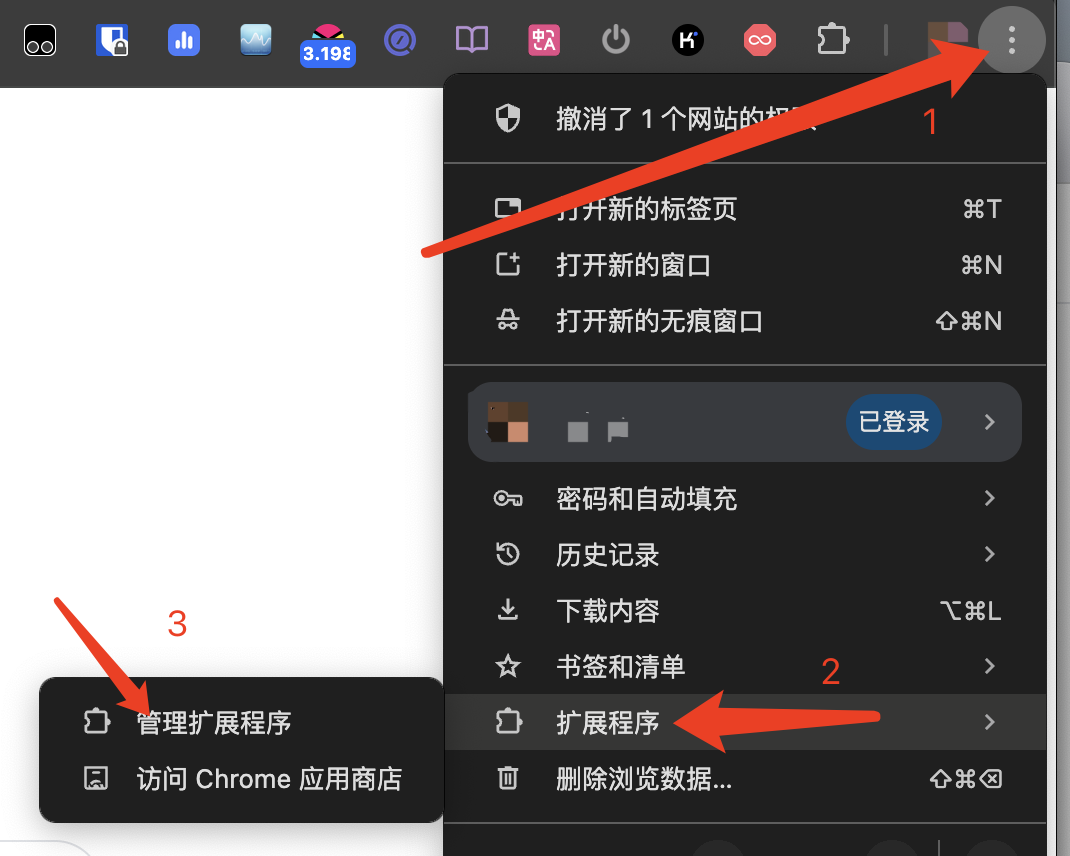 3.198
中A
K
撤消了 1 个网站的
1
打开新的标签页 ⌘T
打开新的窗口 ⌘N
打开新的无痕窗口 ⇧⌘N
已登录
密码和自动填充
历史记录
3
下载内容 ⌥⌘L
书签和清单
2
管理扩展程序
扩展程序
访问 Chrome 应用商店
删除浏览数据... ⇧⌘⌫